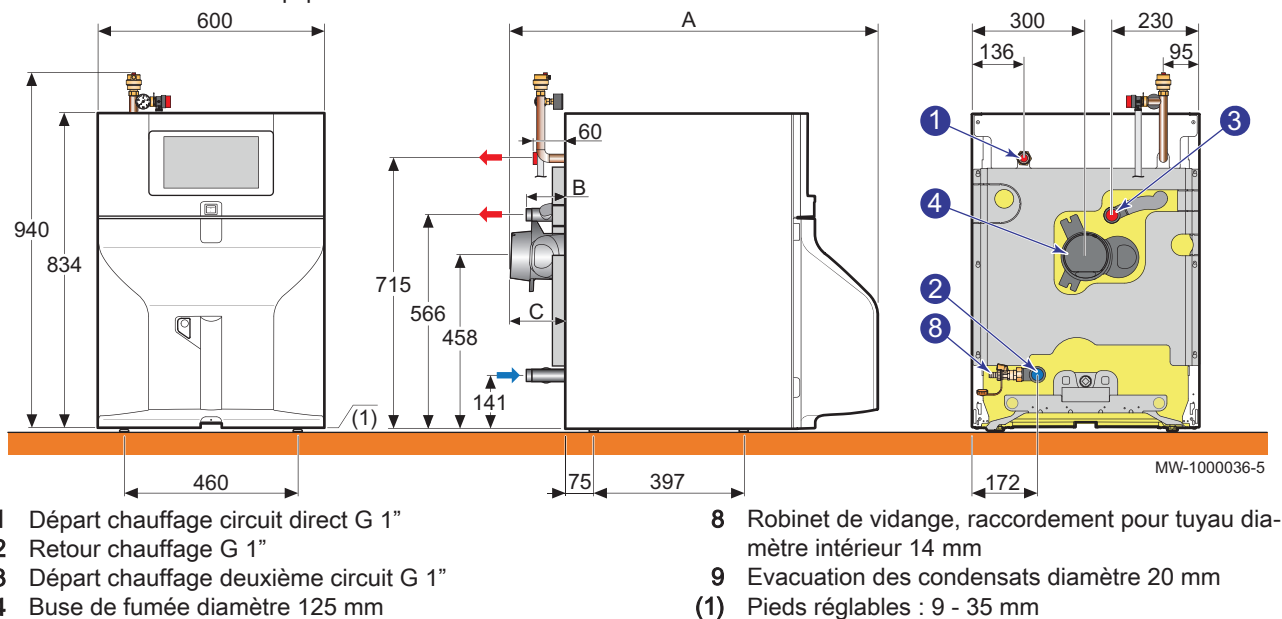 600
A
300
230
136
95
1
3
60
B
4
940
834
715
566
458
C
2
8
141
(1)
MW-1000036-5
460
75
397
172
1 Départ chauffage circuit direct G 1”
2 Retour chauffage G 1”
3 Départ chauffage deuxième circuit G 1”
4 Buse de fumée diamètre 125 mm
8 Robinet de vidange, raccordement pour tuyau dia-
mètre intérieur 14 mm
9 Evacuation des condensats diamètre 20 mm
(1) Pieds réglables : 9 - 35 mm